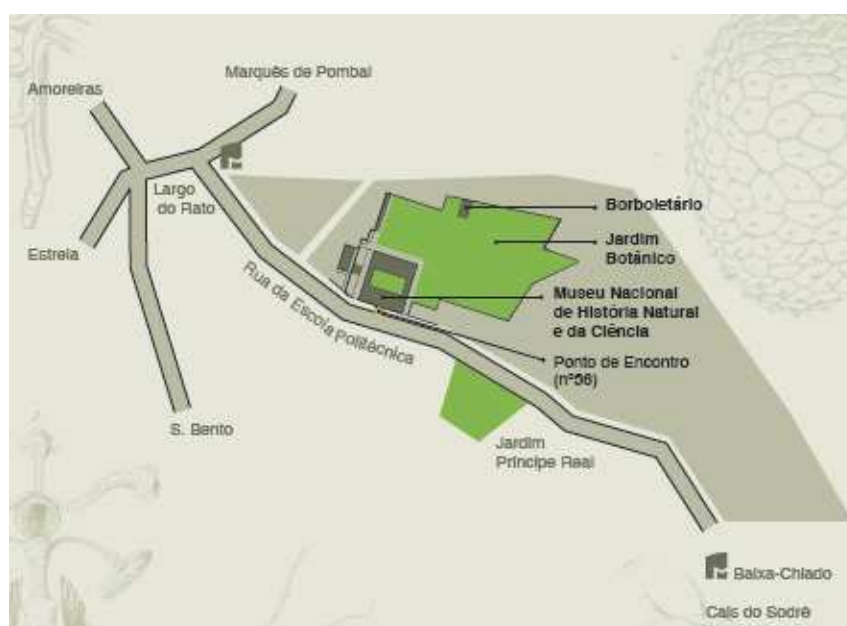 Marquês de Pombal
Amoreiras
Largo
do Rato
Estrela
Rua da Escola Politécnica
S. Bento
Borboletário
Jardim
Botânico
Museu Nacional
de História Natural
e da Ciência
Ponto de Encontro
(nº56)
Jardim
Príncipe Real
Baixa-Chiado
Cais do Sodré